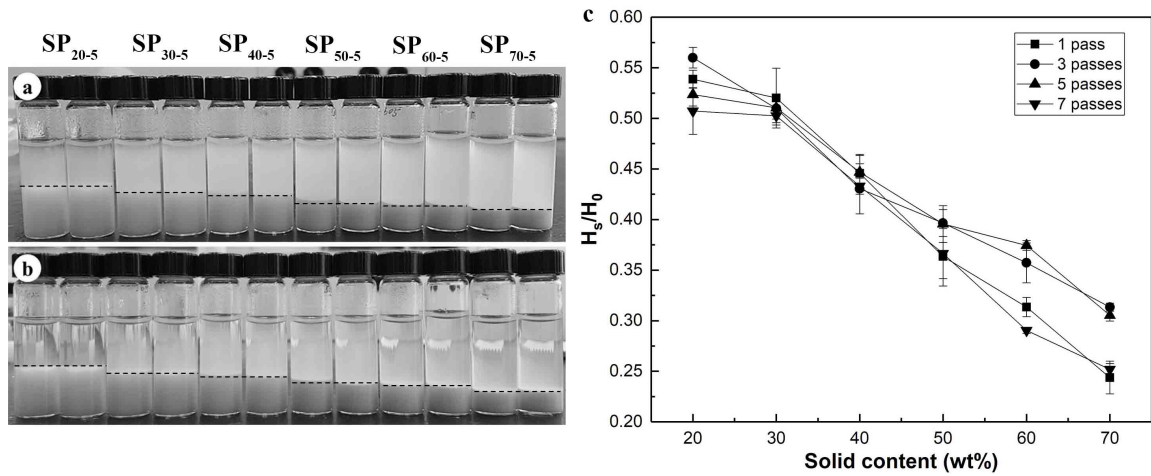 SP20-5 SP30-5 SP40-5 SP50-5 SP60-5 SP70-5
a
b
c
0.60
0.55
0.50
0.45
0.40
0.35
0.30
0.25
0.20
Hs/H0
1 pass
3 passes
5 passes
7 passes
20 30 40 50 60 70
Solid content (wt%)